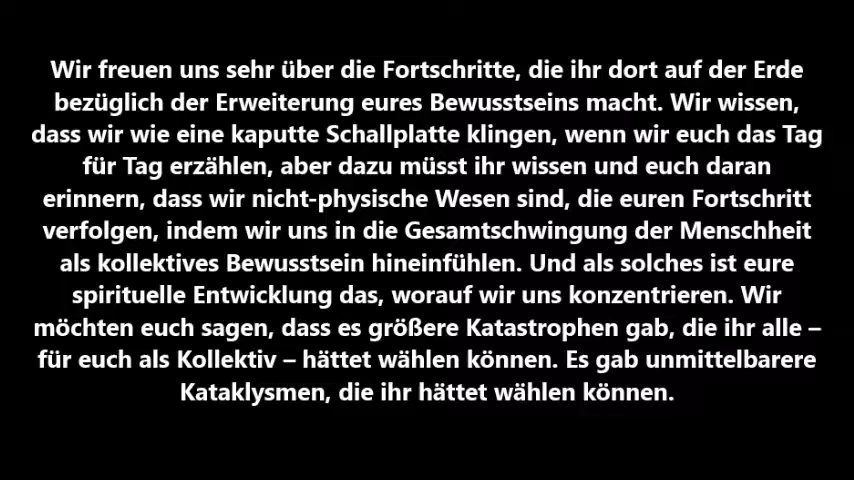 Wir freuen uns sehr über die Fortschritte, die ihr dort auf der Erde
bezüglich der Erweiterung eures Bewusstseins macht. Wir wissen,
dass wir wie eine kaputte Schallplatte klingen, wenn wir euch das Tag
für Tag erzählen, aber dazu müsst ihr wissen und euch daran
erinnern, dass wir nicht-physische Wesen sind, die euren Fortschritt
verfolgen, indem wir uns in die Gesamtschwingung der Menschheit
als kollektives Bewusstsein hineinfühlen. Und als solches ist eure
spirituelle Entwicklung das, worauf wir uns konzentrieren. Wir
möchten euch sagen, dass es größere Katastrophen gab, die ihr alle –
für euch als Kollektiv – hättet wählen können. Es gab unmittelbarere
Kataklysmen, die ihr hättet wählen können.